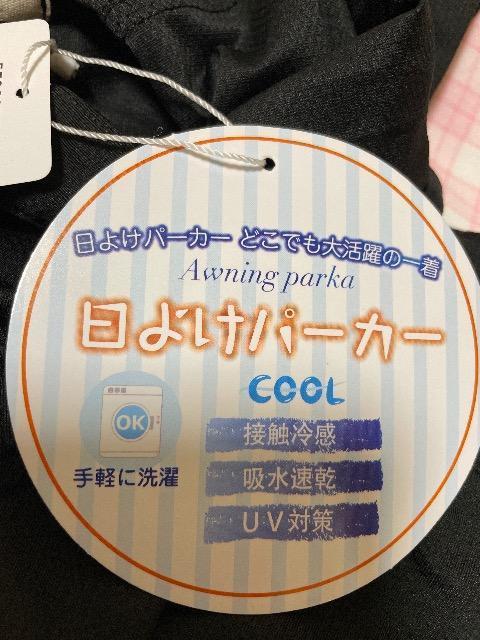 日よけパーカー どこでも大活躍の一着
Awning parka
日よけパーカー
COOL
OK
手軽に洗濯
接触冷感
吸水速乾
UV対策